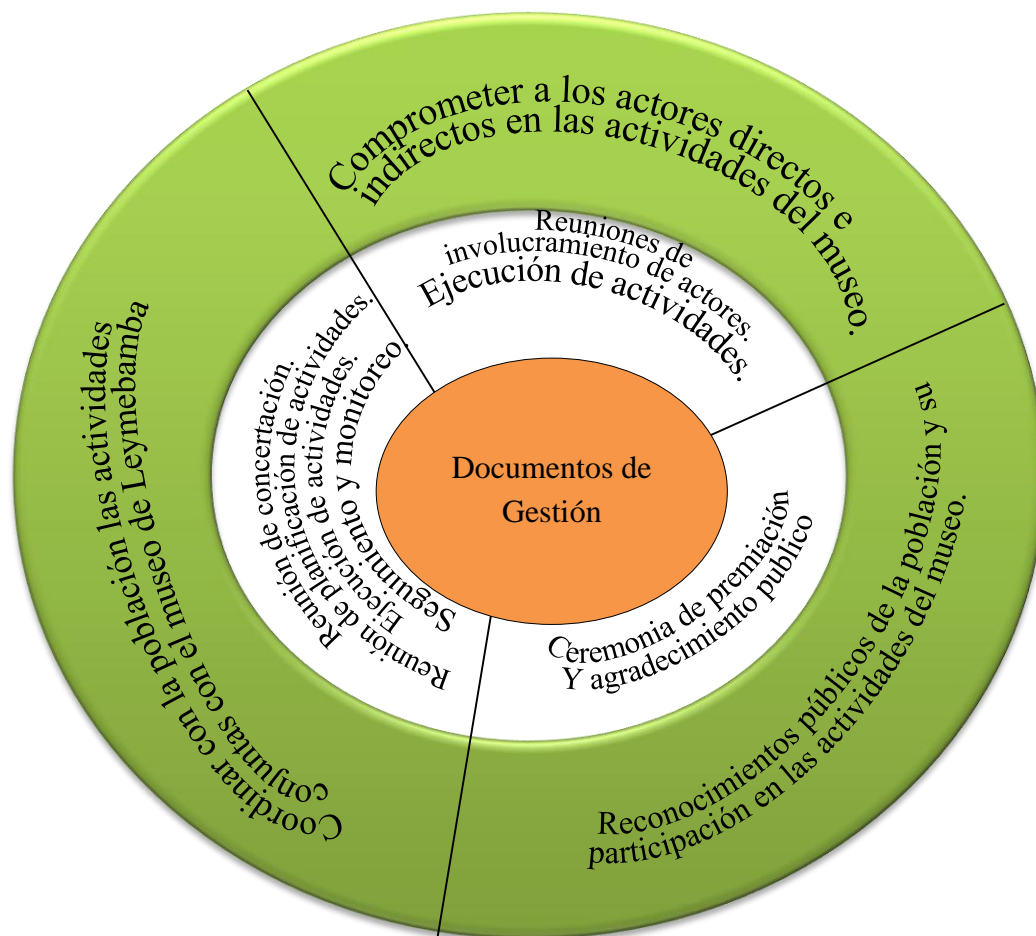 Comprometer a los actores directos e
indirectos en las actividades del museo.
Reuniones de
involucramiento de actores.
Ejecución de actividades.
Documentos de
Gestión
Coordinar con la población las actividades
conjuntas con el museo de Leymebamba
Reunión de concertación.
Reunión de planificación de actividades.
Ejecución de actividades.
Seguimiento y monitoreo.
Ceremonia de premiación
Y agradecimiento publico
Reconocimientos públicos de la población y su
participación en las actividades del museo.